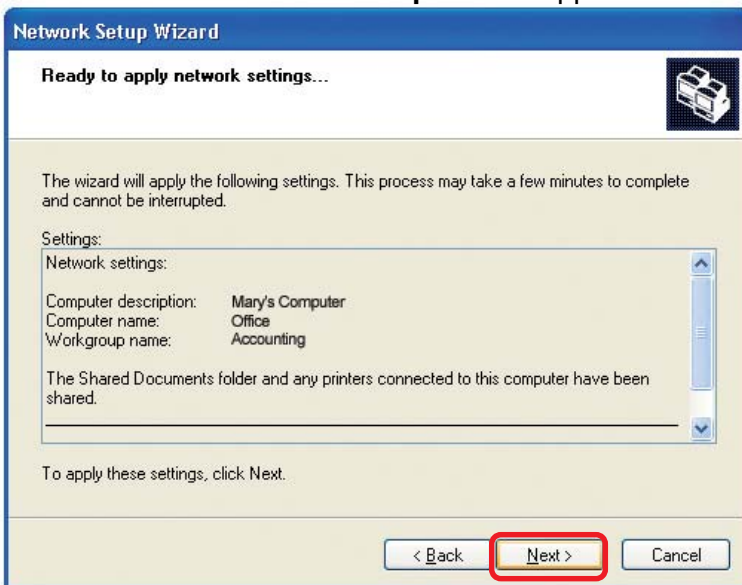 Network Setup Wizard
Ready to apply network settings...
The wizard will apply the following settings. This process may take a few minutes to complete
and cannot be interrupted.
Settings:
Network settings:
Computer description: Mary's Computer
Computer name: Office
Workgroup name: Accounting
The Shared Documents folder and any printers connected to this computer have been
shared.
To apply these settings, click Next.
< Back Next > Cancel